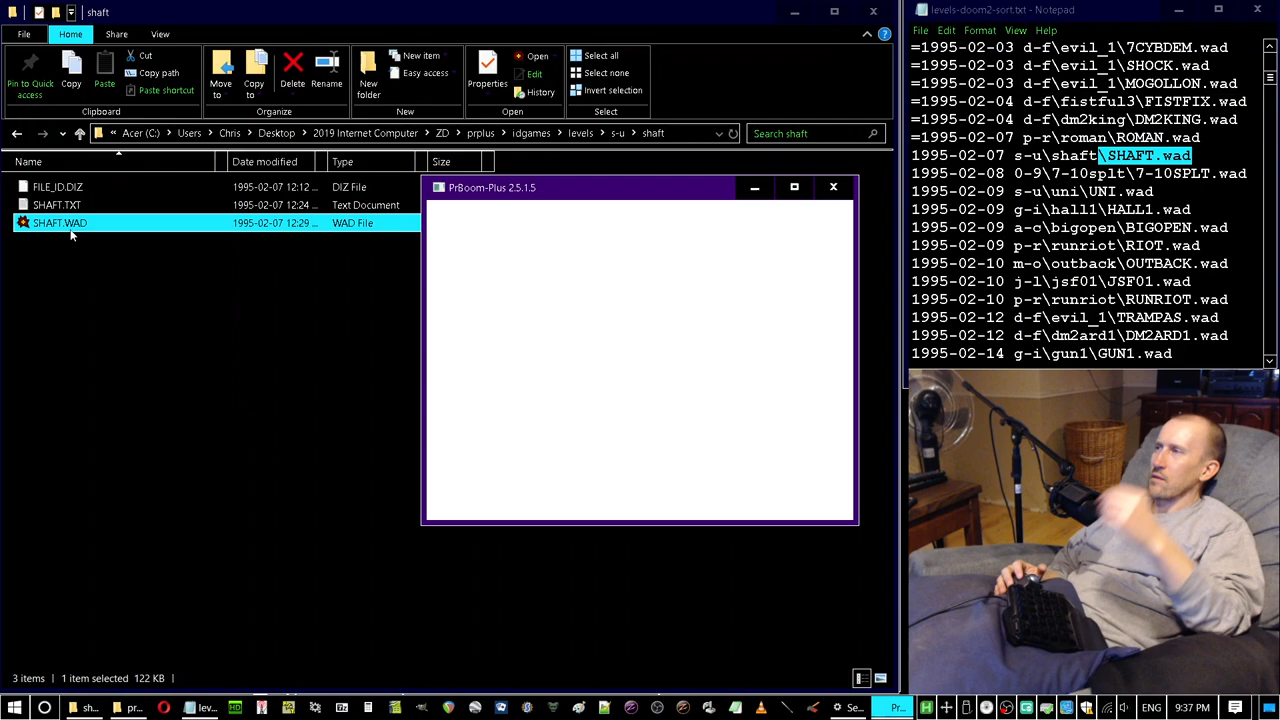 shaft
File Home Share View
Pin to Quick access
Copy
Paste
Cut
Copy path
Paste shortcut
Clipboard
Move to
Copy to
Delete
Rename
Organize
New folder
New item
Easy access
New
Properties
Open
Edit
History
Open
Select all
Select none
Invert selection
Select
Acer (C:) Users Chris Desktop 2019 Internet Computer ZD prplus idgames levels s-u shaft
Search shaft
Name Date modified Type Size
FILE_ID.DIZ 1995-02-07 12:12 ... DIZ File
SHAFT.TXT 1995-02-07 12:24 ... Text Document
SHAFT.WAD 1995-02-07 12:29 ... WAD File
PrBoom-Plus 2.5.1.5
3 items 1 item selected 122 KB
levels-doom2-sort.txt - Notepad
File Edit Format View Help
=1995-02-03 d-f\evil_1\7CYBDEM.wad
=1995-02-03 d-f\evil_1\SHOCK.wad
=1995-02-03 d-f\evil_1\MOGOLLON.wad
=1995-02-04 d-f\fistful3\FISTFIX.wad
=1995-02-04 d-f\dm2king\DM2KING.wad
=1995-02-07 p-r\roman\ROMAN.wad
1995-02-07 s-u\shaft\SHAFT.wad
1995-02-08 0-9\7-10splt\7-10SPLT.wad
1995-02-09 s-u\uni\UNI.wad
1995-02-09 g-i\hall1\HALL1.wad
1995-02-09 a-c\bigopen\BIGOPEN.wad
1995-02-09 p-r\runriot\RIOT.wad
1995-02-10 m-o\outback\OUTBACK.wad
1995-02-10 j-l\jsf01\JSF01.wad
1995-02-10 p-r\runriot\RUNRIOT.wad
1995-02-12 d-f\evil_1\TRAMPAS.wad
1995-02-12 d-f\dm2ard1\DM2ARD1.wad
1995-02-14 g-i\gun1\GUN1.wad
sh... pr... lev... Se... Pr... ENG 9:37 PM